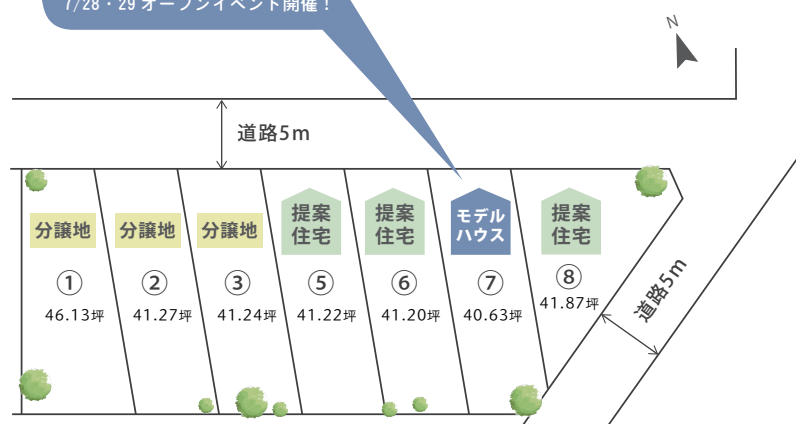 7/28・29 オープンイベント開催！
N
道路5m
分譲地
①
46.13坪
分譲地
②
41.27坪
分譲地
③
41.24坪
提案
住宅
⑤
41.22坪
提案
住宅
⑥
41.20坪
モデル
ハウス
⑦
40.63坪
提案
住宅
⑧
41.87坪
道路5m